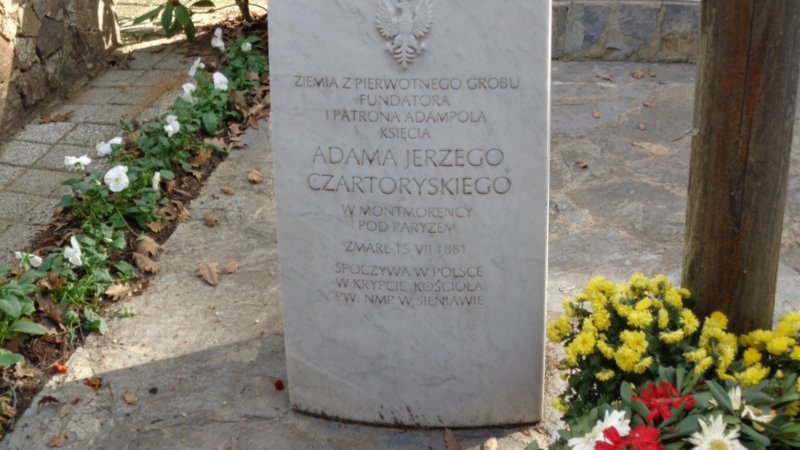 ZIEMIA Z PIERWOTNEGO GROBU
FUNDATORA
I PATRONA ADAMPOLA
KSIĘCIA
ADAMA JERZEGO
CZARTORYSKIEGO
W MONTMORENCY
POD PARYŻEM
ZMARŁ 15 VII 1861
SPOCZYWA W POLSCE
W KRYPCIE KOŚCIOŁA
PW. NMP W SIENIAWIE